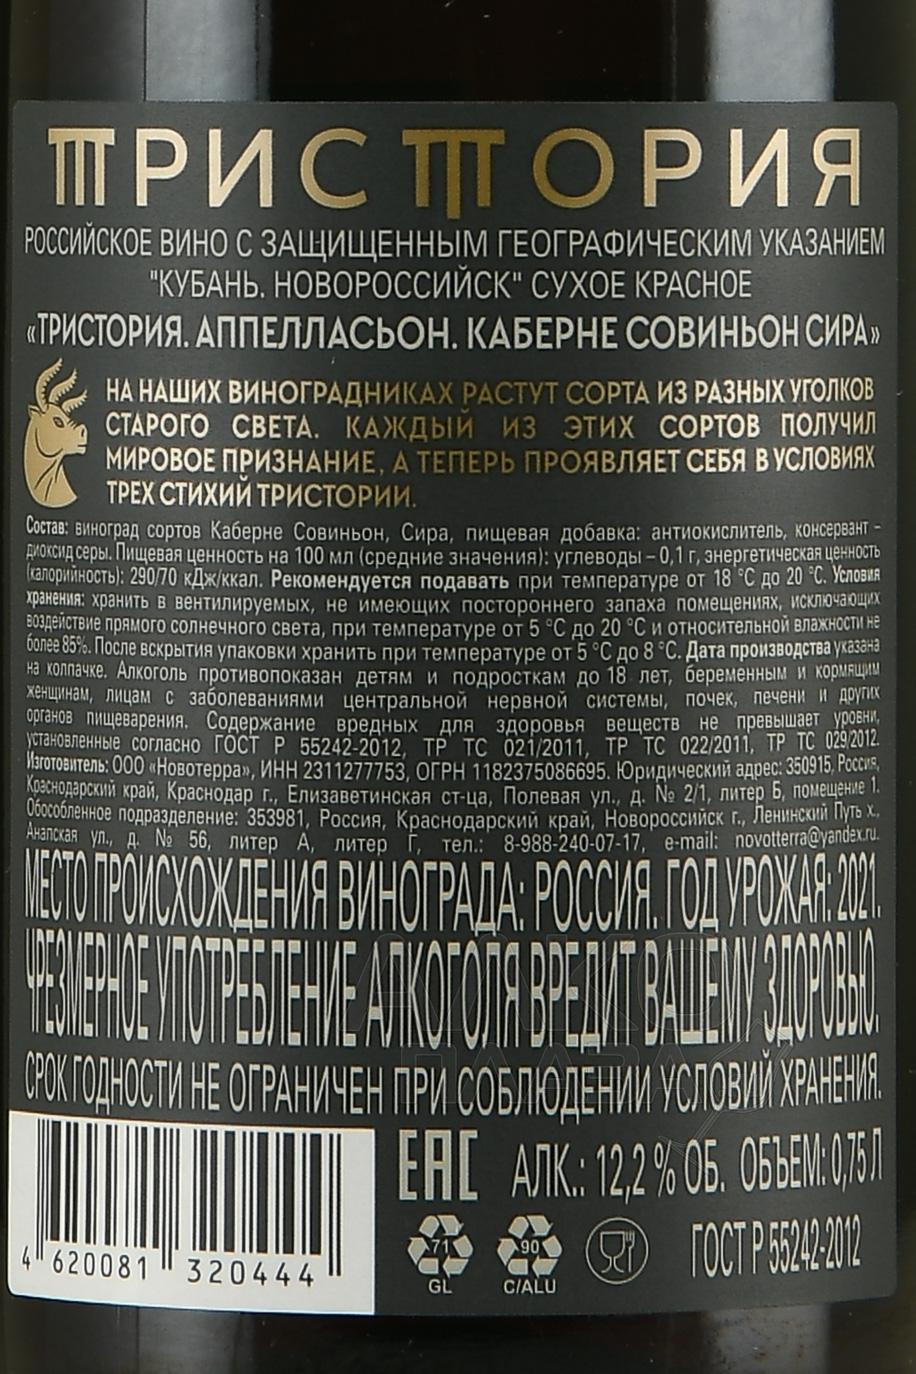 ТРИСТОРИЯ
РОССИЙСКОЕ ВИНО С ЗАЩИЩЕННЫМ ГЕОГРАФИЧЕСКИМ УКАЗАНИЕМ
"КУБАНЬ. НОВОРОССИЙСК" СУХОЕ КРАСНОЕ
«ТРИСТОРИЯ. АППЕЛЛАСЬОН. КАБЕРНЕ СОВИНЬОН СИРА»
НА НАШИХ ВИНОГРАДНИКАХ РАСТУТ СОРТА ИЗ РАЗНЫХ УГОЛКОВ
СТАРОГО СВЕТА. КАЖДЫЙ ИЗ ЭТИХ СОРТОВ ПОЛУЧИЛ
МИРОВОЕ ПРИЗНАНИЕ, А ТЕПЕРЬ ПРОЯВЛЯЕТ СЕБЯ В УСЛОВИЯХ
ТРЕХ СТИХИЙ ТРИСТОРИИ.
Состав: виноград сортов Каберне Совиньон, Сира, пищевая добавка: антиокислитель, консервант –
диоксид серы. Пищевая ценность на 100 мл (средние значения): углеводы – 0,1 г, энергетическая ценность
(калорийность): 290/70 кДж/ккал. Рекомендуется подавать при температуре от 18 °С до 20 °С. Условия
хранения: хранить в вентилируемых, не имеющих постороннего запаха помещениях, исключающих
воздействие прямого солнечного света, при температуре от 5 °С до 20 °С и относительной влажности не
более 85%. После вскрытия упаковки хранить при температуре от 5 °С до 8 °С. Дата производства указана
на колпачке. Алкоголь противопоказан детям и подросткам до 18 лет, беременным и кормящим
женщинам, лицам с заболеваниями центральной нервной системы, почек, печени и других
органов пищеварения. Содержание вредных для здоровья веществ не превышает уровни,
установленные согласно ГОСТ Р 55242-2012, ТР ТС 021/2011, ТР ТС 022/2011, ТР ТС 029/2012.
Изготовитель: ООО «Новотерра», ИНН 2311277753, ОГРН 1182375086695. Юридический адрес: 350915, Россия,
Краснодарский край, Краснодар г., Елизаветинская ст-ца, Полевая ул., д. № 2/1, литер Б, помещение 1.
Обособленное подразделение: 353981, Россия, Краснодарский край, Новороссийск г., Ленинский Путь х.,
Анапская ул., д. № 56, литер А, литер Г, тел.: 8-988-240-07-17, e-mail: novotterra@yandex.ru.
МЕСТО ПРОИСХОЖДЕНИЯ ВИНОГРАДА: РОССИЯ. ГОД УРОЖАЯ: 2021.
ЧРЕЗМЕРНОЕ УПОТРЕБЛЕНИЕ АЛКОГОЛЯ ВРЕДИТ ВАШЕМУ ЗДОРОВЬЮ.
СРОК ГОДНОСТИ НЕ ОГРАНИЧЕН ПРИ СОБЛЮДЕНИИ УСЛОВИЙ ХРАНЕНИЯ.
ЕАС АЛК.: 12,2 % ОБ. ОБЪЕМ: 0,75 Л
71 90 ГОСТ Р 55242-2012
GL C/ALU
4 620081 320444